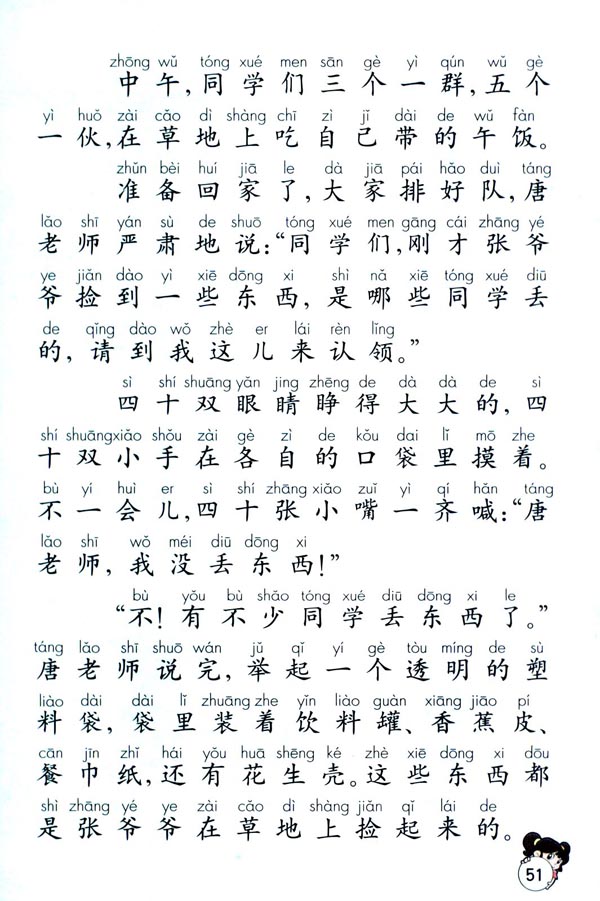 zhōng wǔ tóng xué men sān gè yì qún wǔ gè
中午,同学们三个一群,五个
yì huǒ zài cǎo dì shàng chī zì jǐ dài de wǔ fàn
一伙,在草地上吃自己带的午饭。
zhǔn bèi huí jiā le dà jiā pái hǎo duì táng
准备回家了,大家排好队,唐
lǎo shī yán sù de shuō tóng xué men gāng cái zhāng yé
老师严肃地说:“同学们,刚才张爷
ye jiǎn dào yì xiē dōng xi shì nǎ xiē tóng xué diū
爷捡到一些东西,是哪些同学丢
de qǐng dào wǒ zhè er lái rèn lǐng
的,请到我这儿来认领。”
sì shí shuāng yǎn jing zhēng de dà dà de sì
四十双眼睛睁得大大的,四
shí shuāng xiǎo shǒu zài gè zì de kǒu dai lǐ mō zhe
十双小手在各自的口袋里摸着。
bù yí huì er sì shí zhāng xiǎo zuǐ yì qí hǎn táng
不一会儿,四十张小嘴一齐喊:“唐
lǎo shī wǒ méi diū dōng xi
老师,我没丢东西!”
bù yǒu bù shǎo tóng xué diū dōng xi le
“不!有不少同学丢东西了。”
táng lǎo shī shuō wán jǔ qǐ yí gè tòu míng de sù
唐老师说完,举起一个透明的塑
liào dài dài lǐ zhuāng zhe yǐn liào guàn xiāng jiāo pí
料袋,袋里装着饮料罐、香蕉皮、
cān jīn zhǐ hái yǒu huā shēng ké zhè xiē dōng xi dōu
餐巾纸,还有花生壳。这些东西都
shì zhāng yé ye zài cǎo dì shàng jiǎn qǐ lái de
是张爷爷在草地上捡起来的。
51